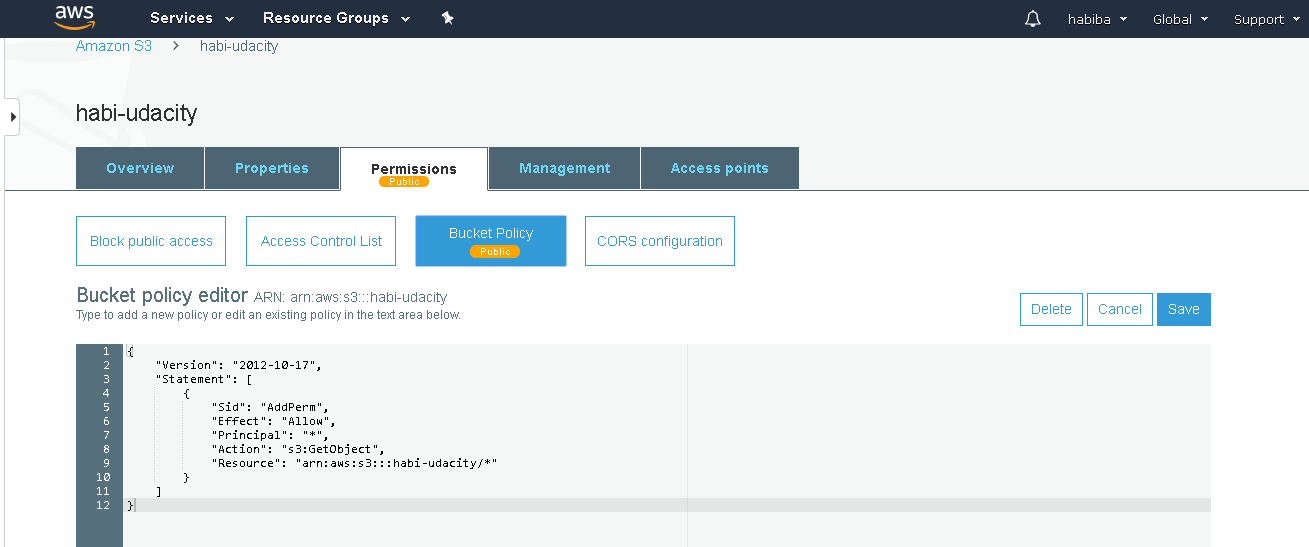 aws Services Resource Groups habiba Global Support
Amazon S3 > habi-udacity
habi-udacity
Overview Properties Permissions Management Access points
Public
Block public access Access Control List Bucket Policy CORS configuration
Public
Bucket policy editor ARN: arn:aws:s3:::habi-udacity
Type to add a new policy or edit an existing policy in the text area below.
Delete Cancel Save
1 {
2 "Version": "2012-10-17",
3 "Statement": [
4 {
5 "Sid": "AddPerm",
6 "Effect": "Allow",
7 "Principal": "*",
8 "Action": "s3:GetObject",
9 "Resource": "arn:aws:s3:::habi-udacity/*"
10 }
11 ]
12 }